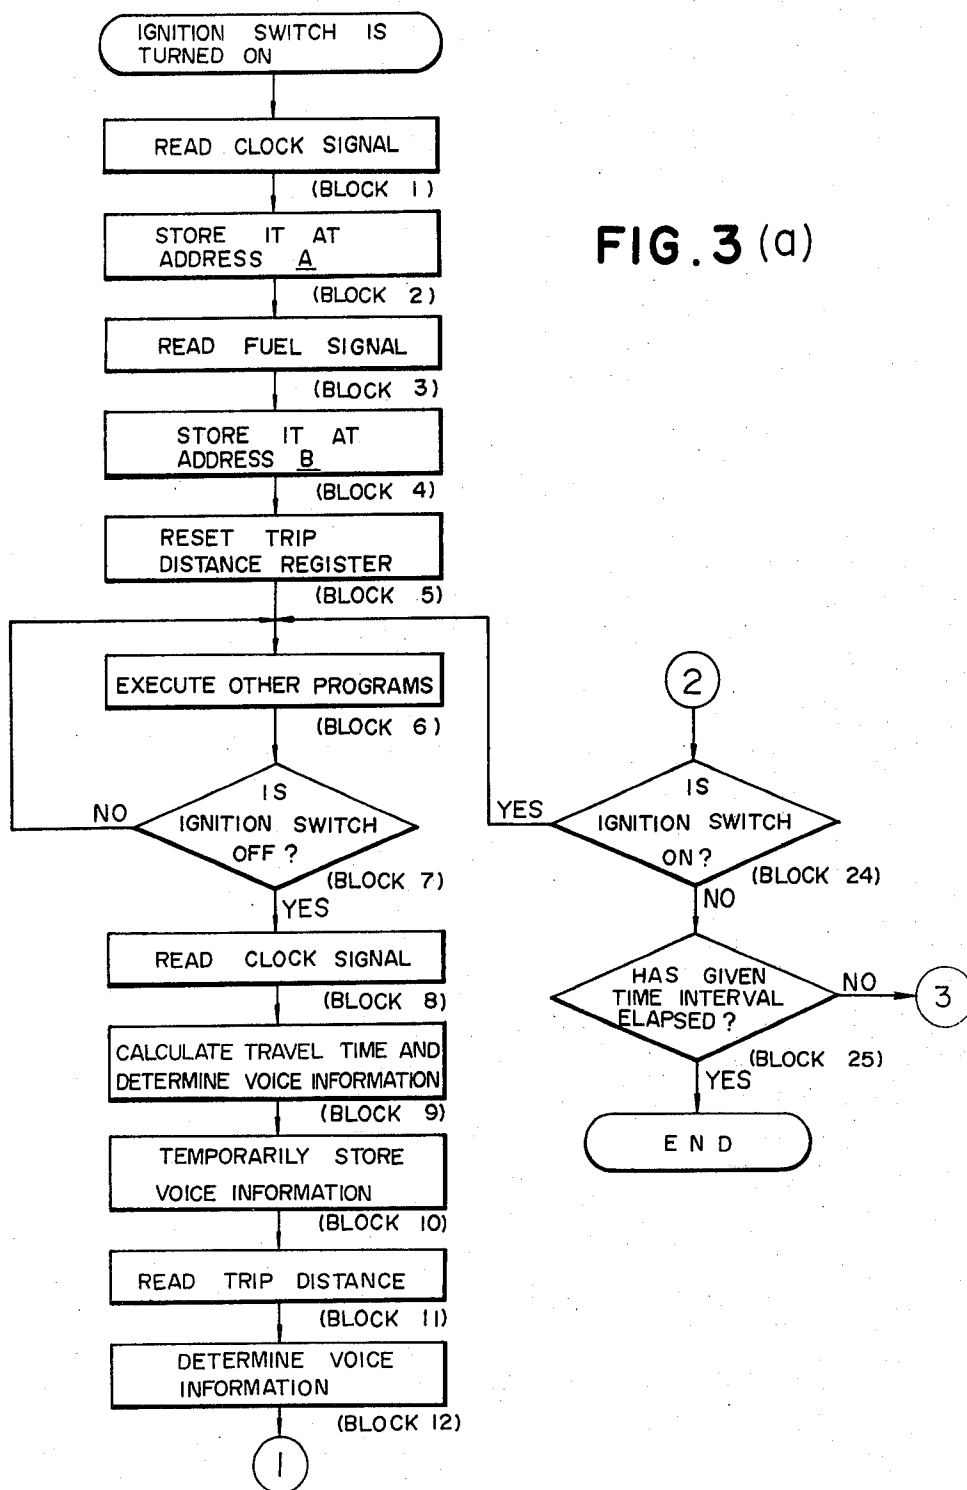 IGNITION SWITCH IS
TURNED ON
READ CLOCK SIGNAL
(BLOCK 1)
STORE IT AT
ADDRESS A
(BLOCK 2)
READ FUEL SIGNAL
(BLOCK 3)
STORE IT AT
ADDRESS B
(BLOCK 4)
RESET TRIP
DISTANCE REGISTER
(BLOCK 5)
EXECUTE OTHER PROGRAMS
(BLOCK 6)
IS
IGNITION SWITCH
OFF?
NO
(BLOCK 7)
YES
READ CLOCK SIGNAL
(BLOCK 8)
CALCULATE TRAVEL TIME AND
DETERMINE VOICE INFORMATION
(BLOCK 9)
TEMPORARILY STORE
VOICE INFORMATION
(BLOCK 10)
READ TRIP DISTANCE
(BLOCK 11)
DETERMINE VOICE
INFORMATION
(BLOCK 12)
1
FIG. 3 (a)
2
IS
IGNITION SWITCH
ON?
YES
(BLOCK 24)
NO
HAS GIVEN
TIME INTERVAL
ELAPSED?
NO
3
(BLOCK 25)
YES
END